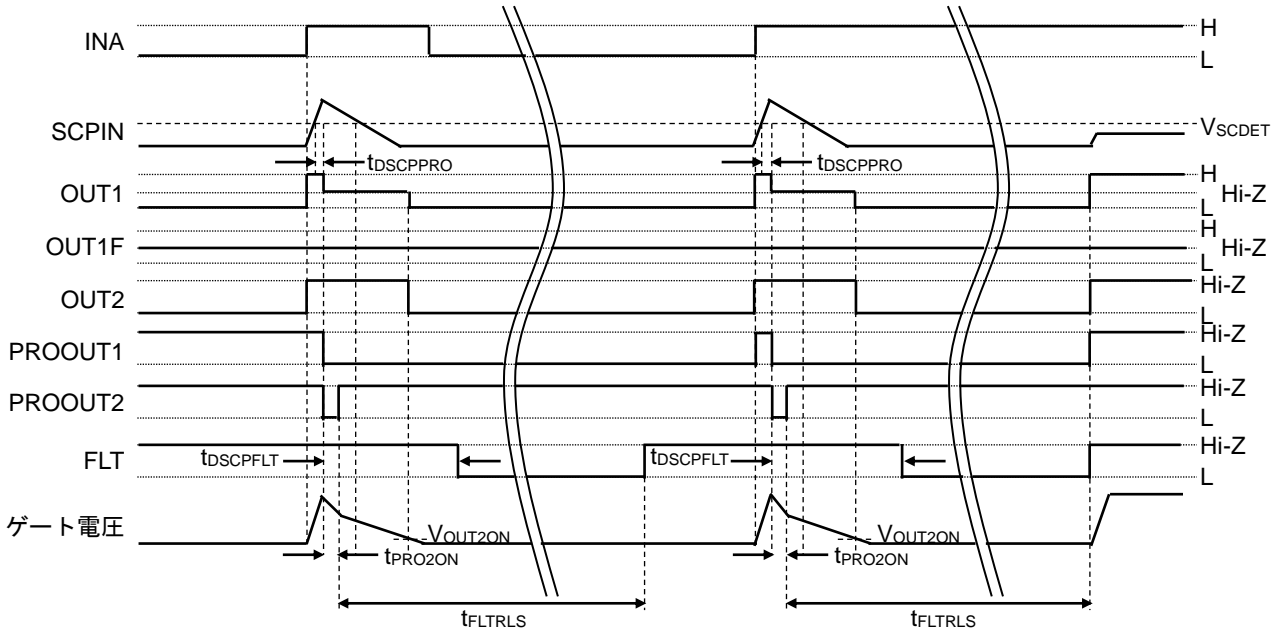 INA
H
L
SCPIN
VSCDET
tDSCPPRO
tDSCPPRO
OUT1
H
Hi-Z
L
OUT1F
H
Hi-Z
L
OUT2
Hi-Z
L
PROOUT1
Hi-Z
L
PROOUT2
Hi-Z
L
FLT
tDSCPFLT
tDSCPFLT
Hi-Z
L
ゲート電圧
VOUT2ON
VOUT2ON
tPRO2ON
tPRO2ON
tFLTRLS
tFLTRLS